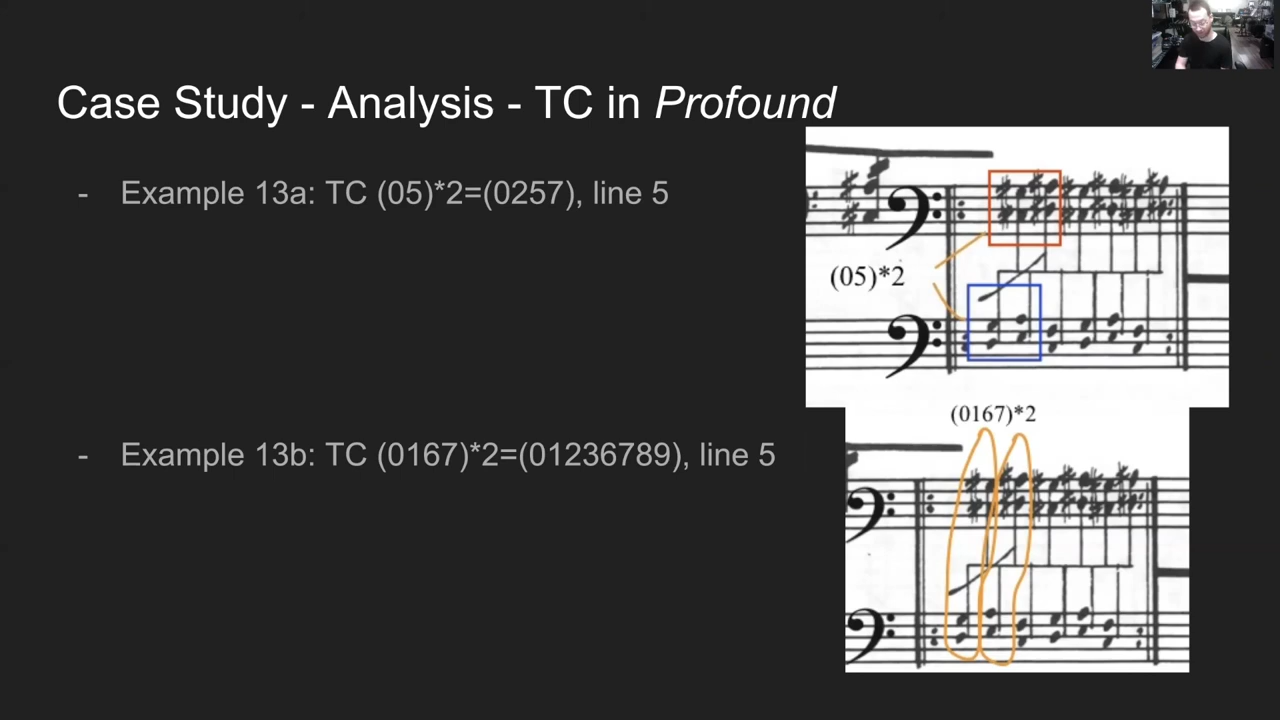 Case Study - Analysis - TC in Profound
- Example 13a: TC (05)*2=(0257), line 5
(05)*2
(0167)*2
- Example 13b: TC (0167)*2=(01236789), line 5